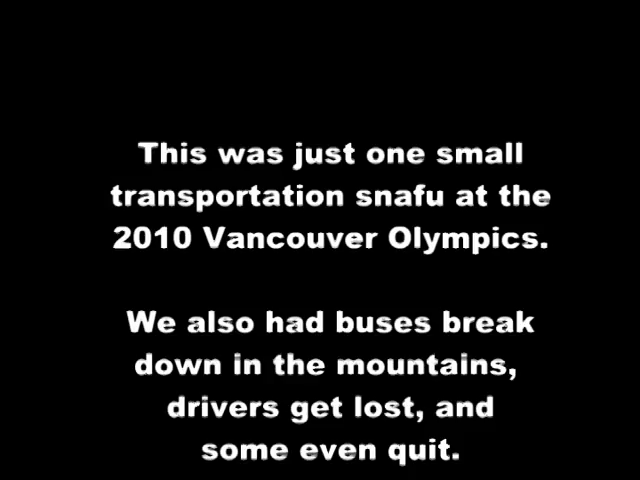 This was just one small
transportation snafu at the
2010 Vancouver Olympics.
We also had buses break
down in the mountains,
drivers get lost, and
some even quit.